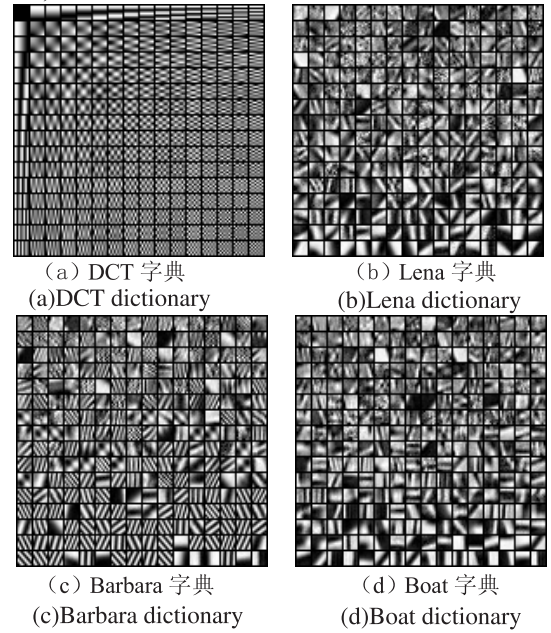 （a）DCT 字典
(a)DCT dictionary
（b）Lena 字典
(b)Lena dictionary
（c）Barbara 字典
(c)Barbara dictionary
（d）Boat 字典
(d)Boat dictionary